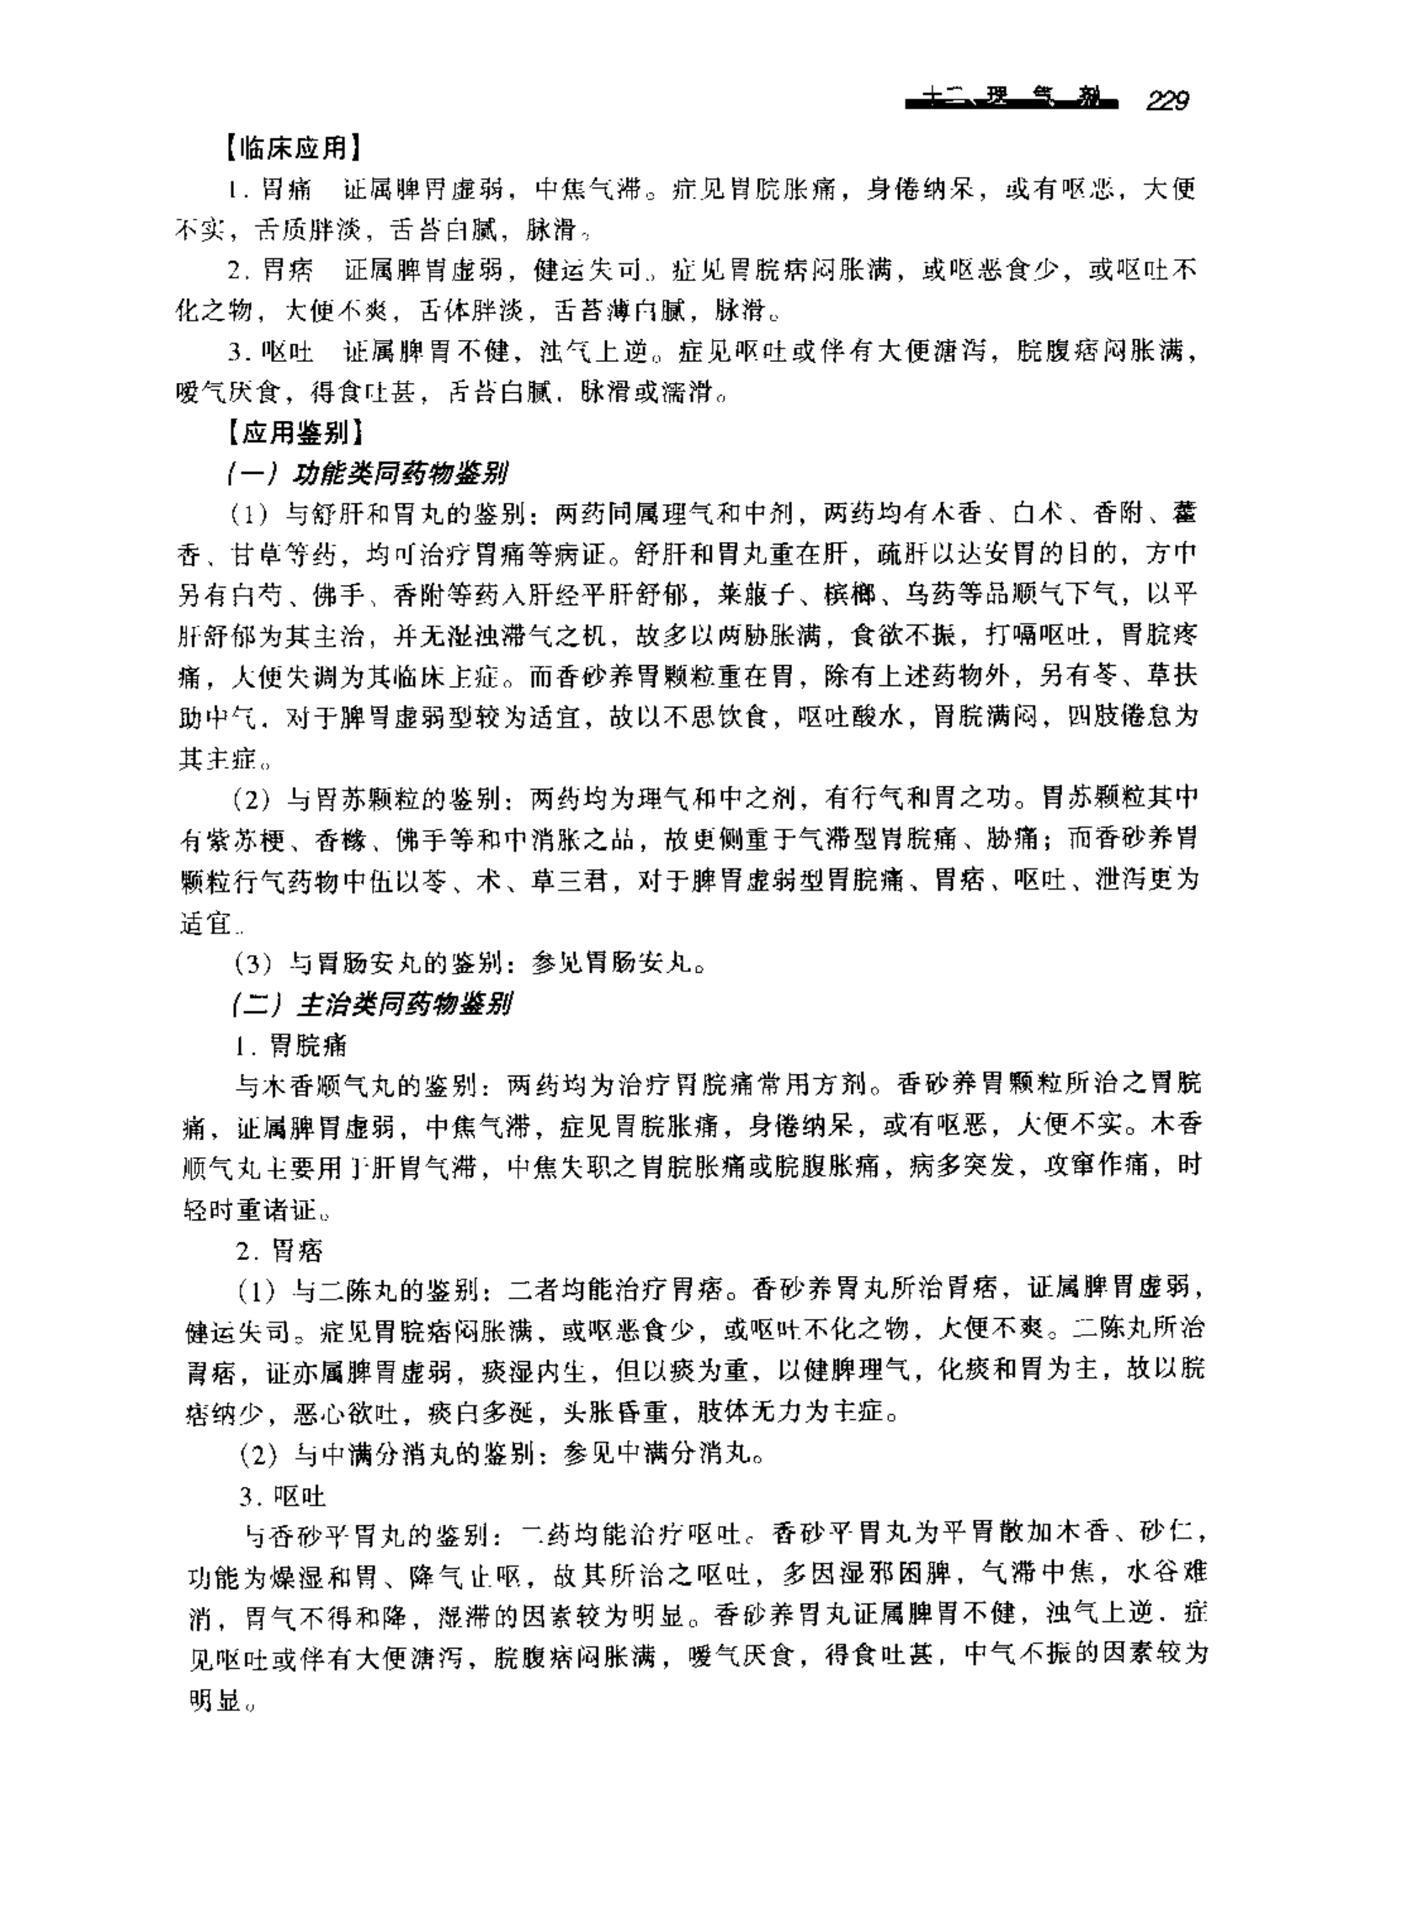 十二、理 气 剂 229
【临床应用】
1. 胃痛 证属脾胃虚弱，中焦气滞。症见胃脘胀痛，身倦纳呆，或有呕恶，大便
不实，舌质胖淡，舌苔白腻，脉滑。
2. 胃痞 证属脾胃虚弱，健运失司。症见胃脘痞闷胀满，或呕恶食少，或呕吐不
化之物，大便不爽，舌体胖淡，舌苔薄白腻，脉滑。
3. 呕吐 证属脾胃不健，浊气上逆。症见呕吐或伴有大便溏泻，脘腹痞闷胀满，
嗳气厌食，得食吐甚，舌苔白腻，脉滑或濡滑。
【应用鉴别】
（一）功能类同药物鉴别
（1）与舒肝和胃丸的鉴别：两药同属理气和中剂，两药均有木香、白术、香附、藿
香、甘草等药，均可治疗胃痛等病证。舒肝和胃丸重在肝，疏肝以达安胃的目的，方中
另有白芍、佛手、香附等药入肝经平肝舒郁，莱菔子、槟榔、乌药等品顺气下气，以平
肝舒郁为其主治，并无湿浊滞气之机，故多以两胁胀满，食欲不振，打嗝呕吐，胃脘疼
痛，大便失调为其临床主症。而香砂养胃颗粒重在胃，除有上述药物外，另有苓、草扶
助中气，对于脾胃虚弱型较为适宜，故以不思饮食，呕吐酸水，胃脘满闷，四肢倦怠为
其主症。
（2）与胃苏颗粒的鉴别：两药均为理气和中之剂，有行气和胃之功。胃苏颗粒其中
有紫苏梗、香橼、佛手等和中消胀之品，故更侧重于气滞型胃脘痛、胁痛；而香砂养胃
颗粒行气药物中伍以苓、术、草三君，对于脾胃虚弱型胃脘痛、胃痞、呕吐、泄泻更为
适宜。
（3）与胃肠安丸的鉴别：参见胃肠安丸。
（二）主治类同药物鉴别
1. 胃脘痛
与木香顺气丸的鉴别：两药均为治疗胃脘痛常用方剂。香砂养胃颗粒所治之胃脘
痛，证属脾胃虚弱，中焦气滞，症见胃脘胀痛，身倦纳呆，或有呕恶，大便不实。木香
顺气丸主要用于肝胃气滞，中焦失职之胃脘胀痛或脘腹胀痛，病多突发，攻窜作痛，时
轻时重诸证。
2. 胃痞
（1）与二陈丸的鉴别：二者均能治疗胃痞。香砂养胃丸所治胃痞，证属脾胃虚弱，
健运失司。症见胃脘痞闷胀满，或呕恶食少，或呕吐不化之物，大便不爽。二陈丸所治
胃痞，证亦属脾胃虚弱，痰湿内生，但以痰为重，以健脾理气，化痰和胃为主，故以脘
痞纳少，恶心欲吐，痰白多涎，头胀昏重，肢体无力为主症。
（2）与中满分消丸的鉴别：参见中满分消丸。
3. 呕吐
与香砂平胃丸的鉴别：二药均能治疗呕吐。香砂平胃丸为平胃散加木香、砂仁，
功能为燥湿和胃、降气止呕，故其所治之呕吐，多因湿邪困脾，气滞中焦，水谷难
消，胃气不得和降，湿滞的因素较为明显。香砂养胃丸证属脾胃不健，浊气上逆，症
见呕吐或伴有大便溏泻，脘腹痞闷胀满，嗳气厌食，得食吐甚，中气不振的因素较为
明显。